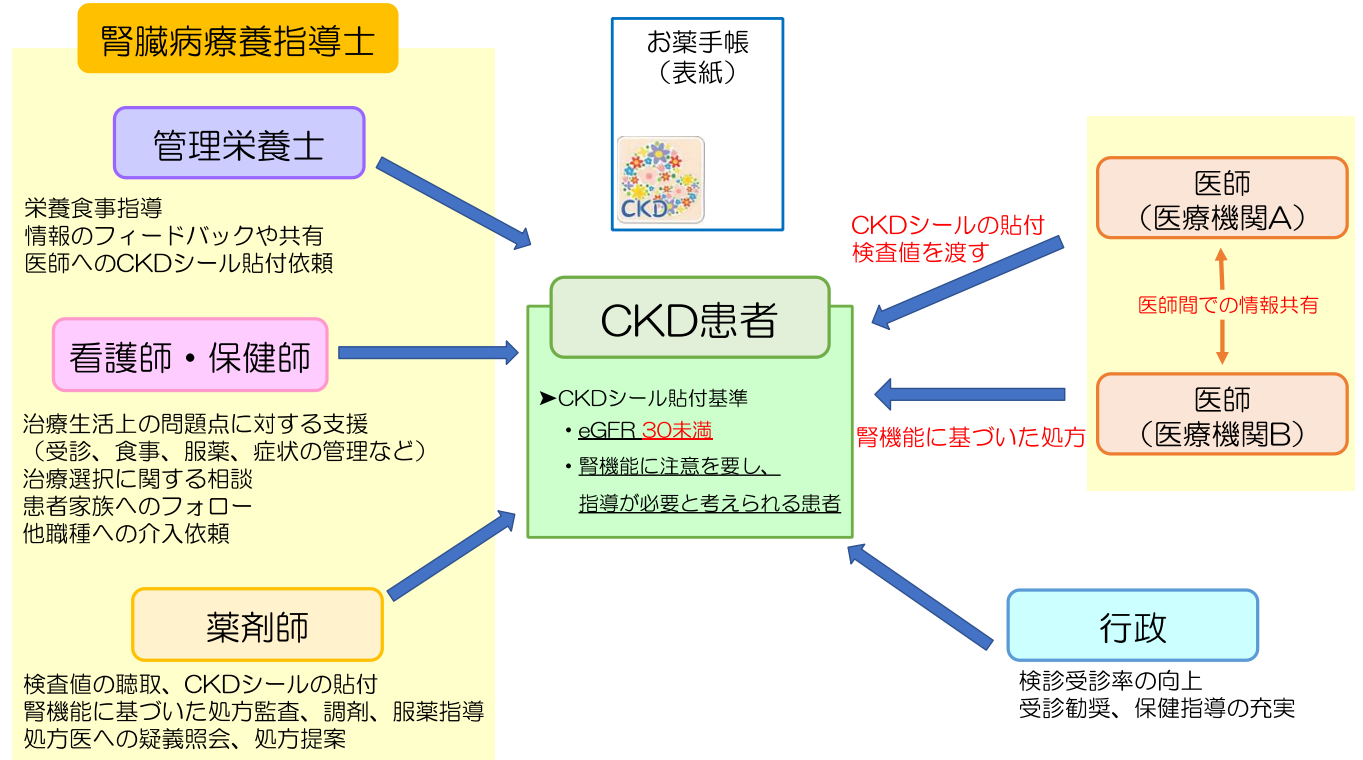 腎臓病療養指導士
管理栄養士
栄養食事指導
情報のフィードバックや共有
医師へのCKDシール貼付依頼
看護師・保健師
治療生活上の問題点に対する支援
（受診、食事、服薬、症状の管理など）
治療選択に関する相談
患者家族へのフォロー
他職種への介入依頼
薬剤師
検査値の聴取、CKDシールの貼付
腎機能に基づいた処方監査、調剤、服薬指導
処方医への疑義照会、処方提案
お薬手帳
（表紙）
CKD
CKD患者
➤CKDシール貼付基準
・eGFR 30未満
・腎機能に注意を要し、
指導が必要と考えられる患者
CKDシールの貼付
検査値を渡す
腎機能に基づいた処方
医師
（医療機関A）
医師間での情報共有
医師
（医療機関B）
行政
検診受診率の向上
受診勧奨、保健指導の充実